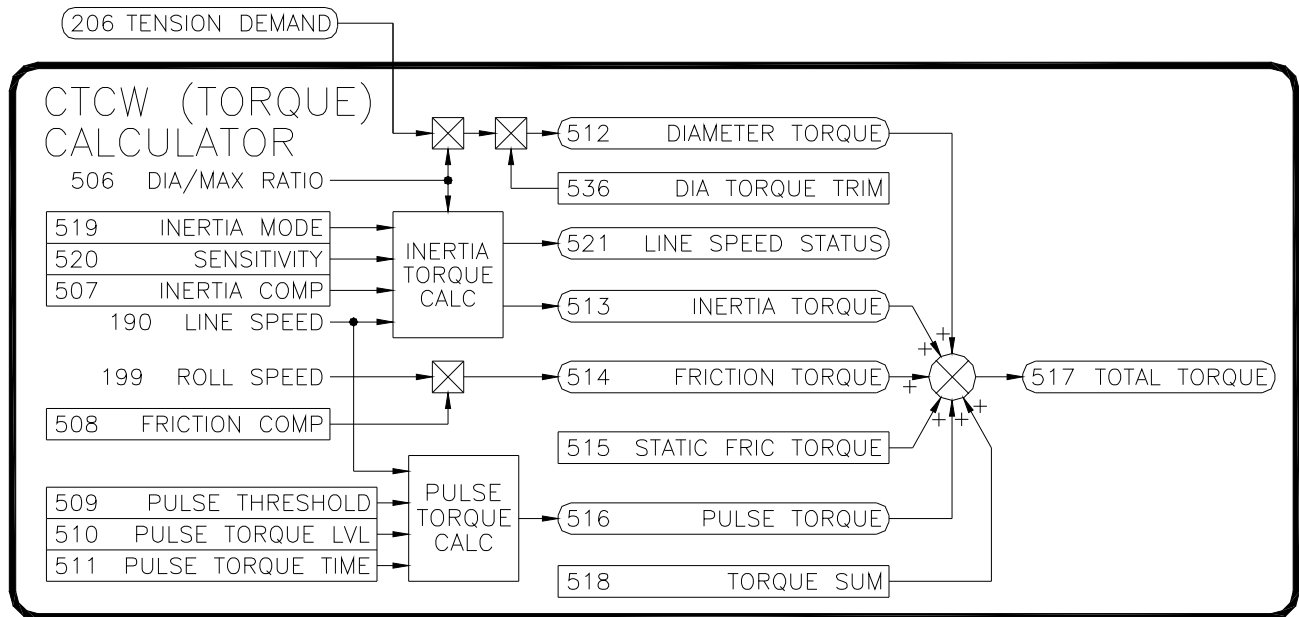 206 TENSION DEMAND
CTCW (TORQUE)
CALCULATOR
506 DIA/MAX RATIO
519 INERTIA MODE
520 SENSITIVITY
507 INERTIA COMP
190 LINE SPEED
199 ROLL SPEED
508 FRICTION COMP
509 PULSE THRESHOLD
510 PULSE TORQUE LVL
511 PULSE TORQUE TIME
INERTIA
TORQUE
CALC
PULSE
TORQUE
CALC
512 DIAMETER TORQUE
536 DIA TORQUE TRIM
521 LINE SPEED STATUS
513 INERTIA TORQUE
514 FRICTION TORQUE
515 STATIC FRIC TORQUE
516 PULSE TORQUE
518 TORQUE SUM
+
+
+
+
+
+
517 TOTAL TORQUE